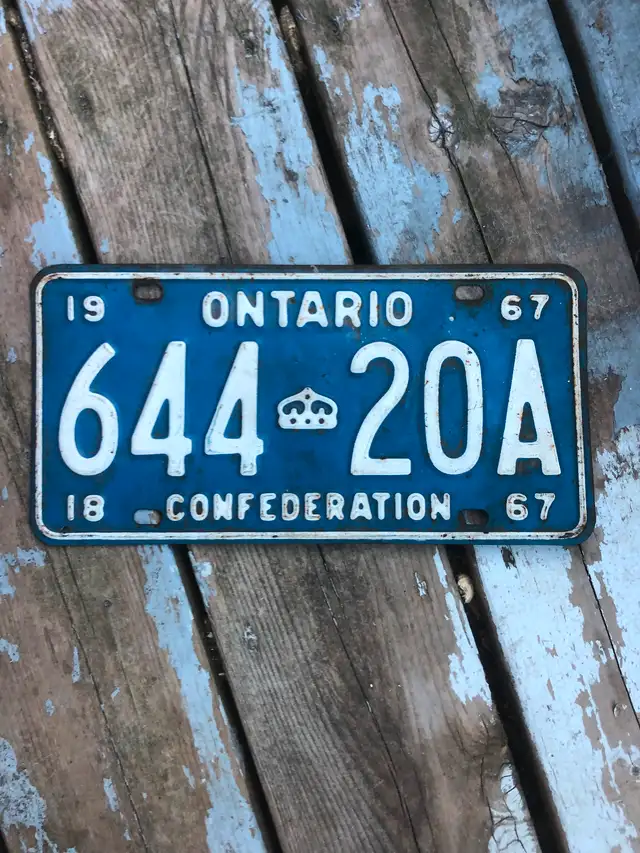 19 ONTARIO 67
644 20A
18 CONFEDERATION 67